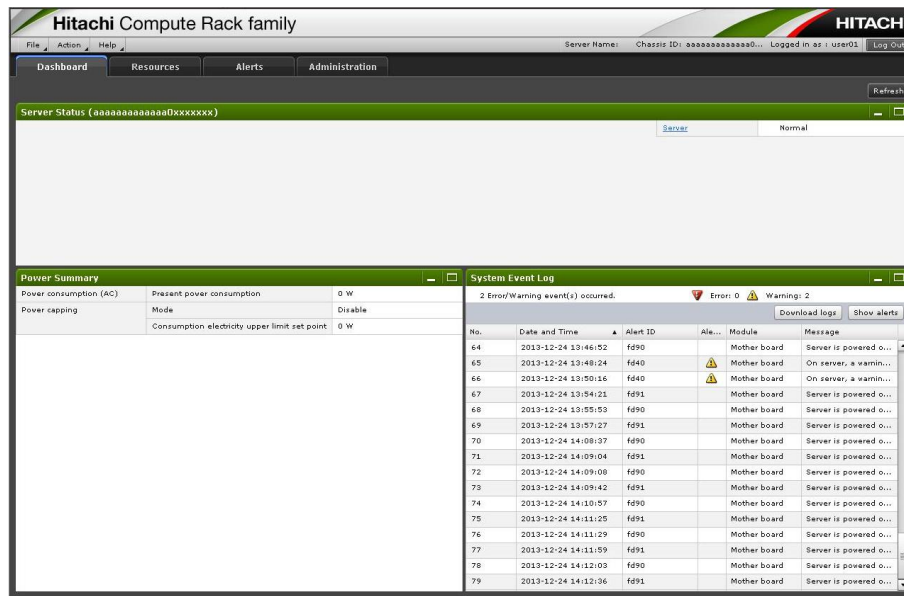 Hitachi Compute Rack family
HITACHI
File Action Help Server Name: Chassis ID: aaaaaaaaaaaaa0... Logged in as : user01 Log Out
Dashboard Resources Alerts Administration
Refresh
Server Status (aaaaaaaaaaaaa0xxxxxxx)
Server Normal
Power Summary
Power consumption (AC) Present power consumption 0 W
Power capping Mode Disable
Consumption electricity upper limit set point 0 W
System Event Log
2 Error/Warning event(s) occurred. Error: 0 Warning: 2
Download logs Show alerts
No. Date and Time Alert ID Ale... Module Message
64 2013-12-24 13:46:52 fd90 Mother board Server is powered o...
65 2013-12-24 13:48:24 fd40 Mother board On server, a warnin...
66 2013-12-24 13:50:16 fd40 Mother board On server, a warnin...
67 2013-12-24 13:54:21 fd91 Mother board Server is powered o...
68 2013-12-24 13:55:53 fd90 Mother board Server is powered o...
69 2013-12-24 13:57:27 fd91 Mother board Server is powered o...
70 2013-12-24 14:08:37 fd90 Mother board Server is powered o...
71 2013-12-24 14:09:04 fd91 Mother board Server is powered o...
72 2013-12-24 14:09:08 fd90 Mother board Server is powered o...
73 2013-12-24 14:09:42 fd91 Mother board Server is powered o...
74 2013-12-24 14:10:57 fd90 Mother board Server is powered o...
75 2013-12-24 14:11:25 fd91 Mother board Server is powered o...
76 2013-12-24 14:11:29 fd90 Mother board Server is powered o...
77 2013-12-24 14:11:59 fd91 Mother board Server is powered o...
78 2013-12-24 14:12:03 fd90 Mother board Server is powered o...
79 2013-12-24 14:12:36 fd91 Mother board Server is powered o...